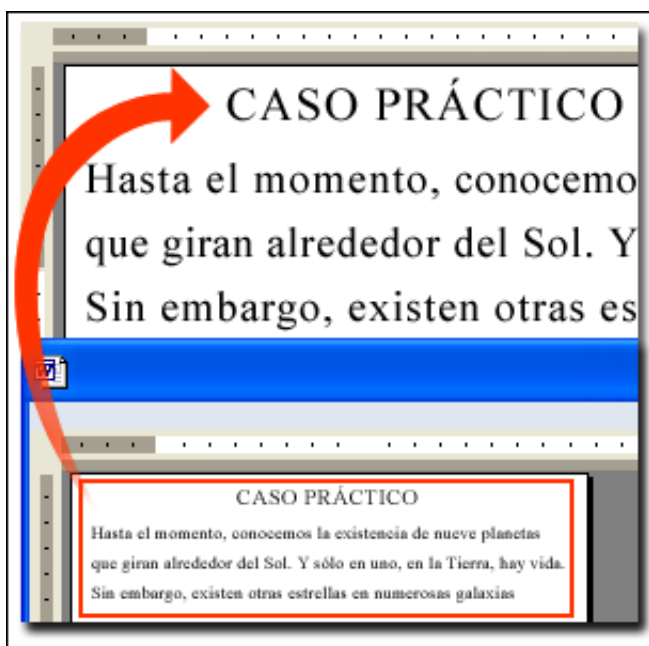 CASO PRÁCTICO
Hasta el momento, conocemo
que giran alrededor del Sol. Y
Sin embargo, existen otras es
CASO PRÁCTICO
Hasta el momento, conocemos la existencia de nueve planetas
que giran alrededor del Sol. Y sólo en uno, en la Tierra, hay vida.
Sin embargo, existen otras estrellas en numerosas galaxias